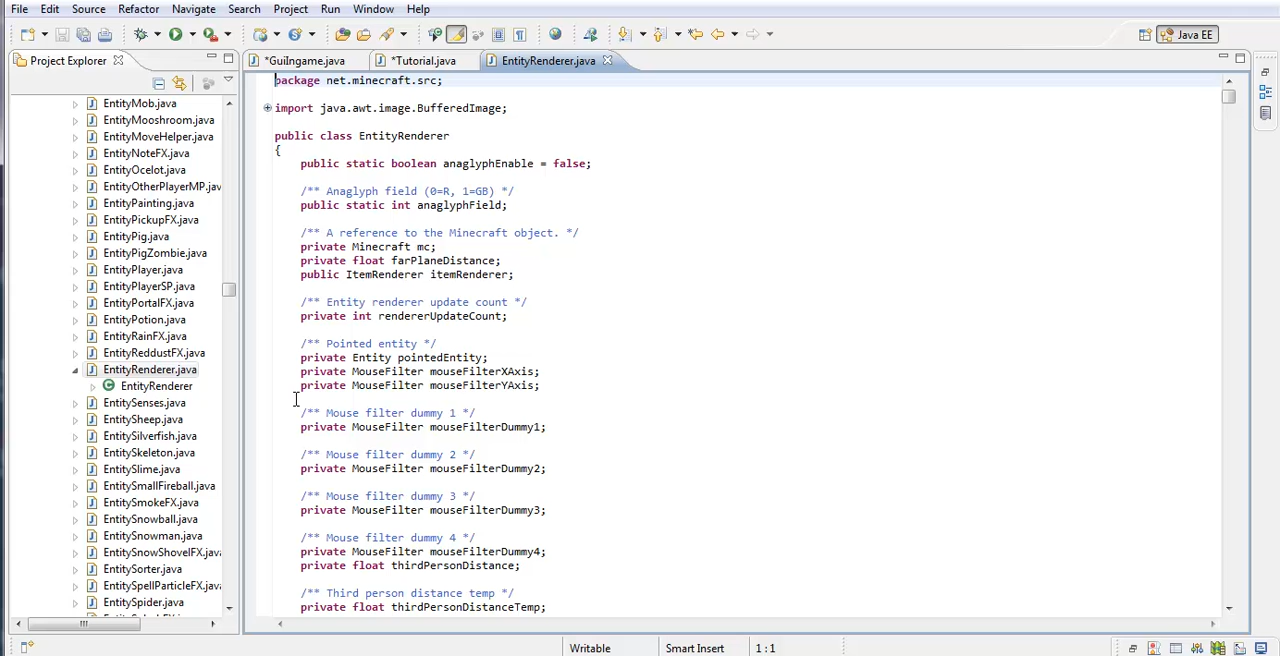 File Edit Source Refactor Navigate Search Project Run Window Help
Java EE
Project Explorer
*GuiIngame.java
*Tutorial.java
EntityRenderer.java
EntityMob.java
EntityMooshroom.java
EntityMoveHelper.java
EntityNoteFX.java
EntityOcelot.java
EntityOtherPlayerMP.jav
EntityPainting.java
EntityPickupFX.java
EntityPig.java
EntityPigZombie.java
EntityPlayer.java
EntityPlayerSP.java
EntityPortalFX.java
EntityPotion.java
EntityRainFX.java
EntityReddustFX.java
EntityRenderer.java
EntityRenderer
EntitySenses.java
EntitySheep.java
EntitySilverfish.java
EntitySkeleton.java
EntitySlime.java
EntitySmallFireball.java
EntitySmokeFX.java
EntitySnowball.java
EntitySnowman.java
EntitySnowShovelFX.java
EntitySorter.java
EntitySpellParticleFX.jav
EntitySpider.java
package net.minecraft.src;
import java.awt.image.BufferedImage;
public class EntityRenderer
{
public static boolean anaglyphEnable = false;
/** Anaglyph field (0=R, 1=GB) */
public static int anaglyphField;
/** A reference to the Minecraft object. */
private Minecraft mc;
private float farPlaneDistance;
public ItemRenderer itemRenderer;
/** Entity renderer update count */
private int rendererUpdateCount;
/** Pointed entity */
private Entity pointedEntity;
private MouseFilter mouseFilterXAxis;
private MouseFilter mouseFilterYAxis;
/** Mouse filter dummy 1 */
private MouseFilter mouseFilterDummy1;
/** Mouse filter dummy 2 */
private MouseFilter mouseFilterDummy2;
/** Mouse filter dummy 3 */
private MouseFilter mouseFilterDummy3;
/** Mouse filter dummy 4 */
private MouseFilter mouseFilterDummy4;
private float thirdPersonDistance;
/** Third person distance temp */
private float thirdPersonDistanceTemp;
Writable
Smart Insert
1:1